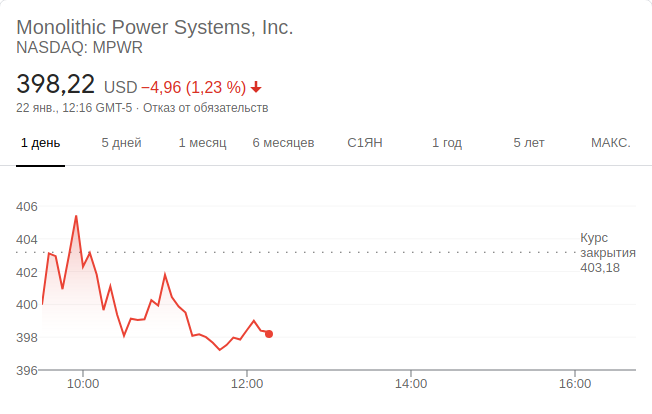 Monolithic Power Systems, Inc.
NASDAQ: MPWR
398,22 USD −4,96 (1,23 %)
22 янв., 12:16 GMT-5 · Отказ от обязательств
1 день 5 дней 1 месяц 6 месяцев С1ЯН 1 год 5 лет МАКС.
406
404
402
400
398
396
Курс
закрытия
403,18
10:00 12:00 14:00 16:00